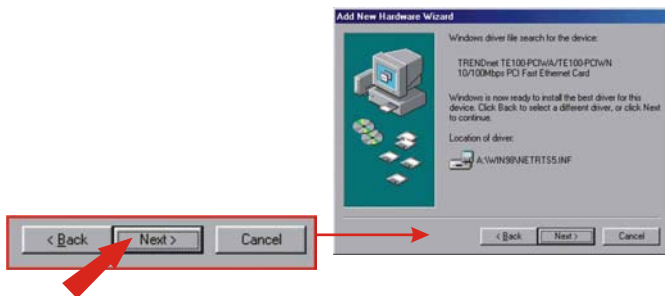 Add New Hardware Wizard
Windows driver file search for the device:
TRENDnet TE100-PCIW/A/TE100-PCIWN
10/100Mbps PCI Fast Ethernet Card
Windows is now ready to install the best driver for this
device. Click Back to select a different driver, or click Next
to continue.
Location of driver:
A:\WIN98\NETRTS5.INF
< Back Next > Cancel
< Back Next > Cancel